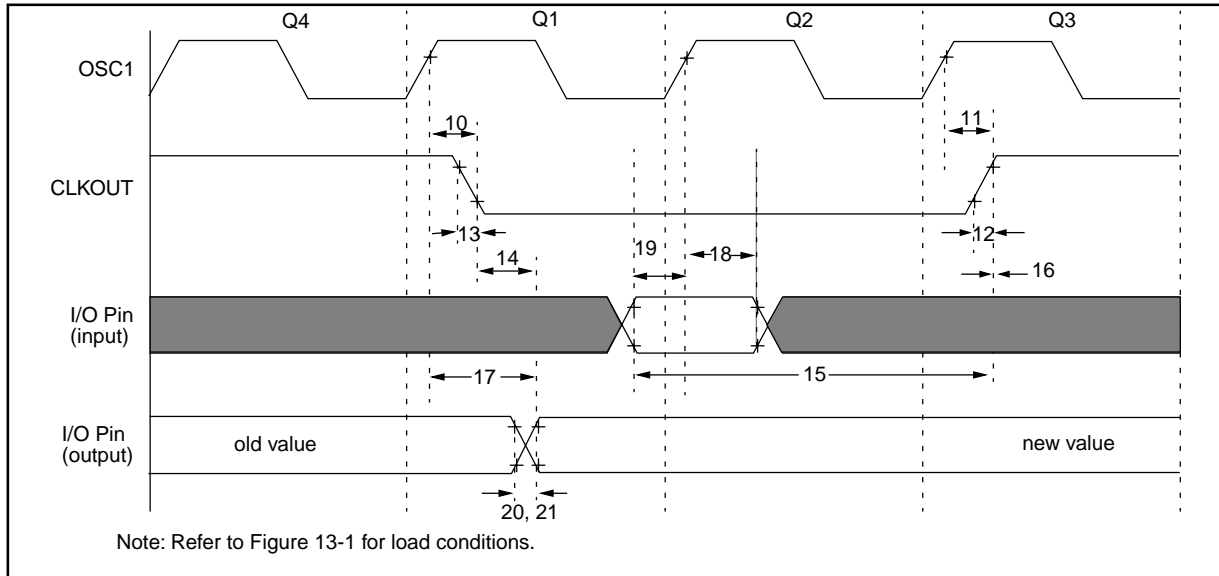 Q4 Q1 Q2 Q3
OSC1
10 11
CLKOUT
13 12
19 18
14
16
I/O Pin
(input)
17 15
I/O Pin
(output)
old value new value
20, 21
Note: Refer to Figure 13-1 for load conditions.